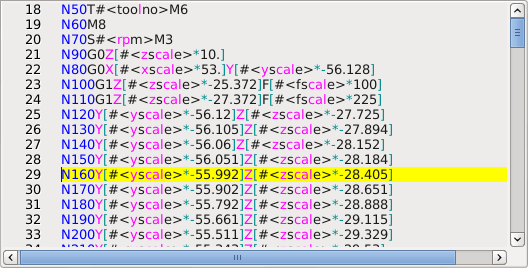 18 N50T#<toolno>M6
19 N60M8
20 N70S#<rpm>M3
21 N90G0Z[#<zscale>*10.]
22 N80G0X[#<xscale>*53.]Y[#<yscale>*-56.128]
23 N100G1Z[#<zscale>*-25.372]F[#<fscale>*100]
24 N110G1Z[#<zscale>*-27.372]F[#<fscale>*225]
25 N120Y[#<yscale>*-56.12]Z[#<zscale>*-27.725]
26 N130Y[#<yscale>*-56.105]Z[#<zscale>*-27.894]
27 N140Y[#<yscale>*-56.06]Z[#<zscale>*-28.152]
28 N150Y[#<yscale>*-56.051]Z[#<zscale>*-28.184]
29 N160Y[#<yscale>*-55.992]Z[#<zscale>*-28.405]
30 N170Y[#<yscale>*-55.902]Z[#<zscale>*-28.651]
31 N180Y[#<yscale>*-55.792]Z[#<zscale>*-28.888]
32 N190Y[#<yscale>*-55.661]Z[#<zscale>*-29.115]
33 N200Y[#<yscale>*-55.511]Z[#<zscale>*-29.329]